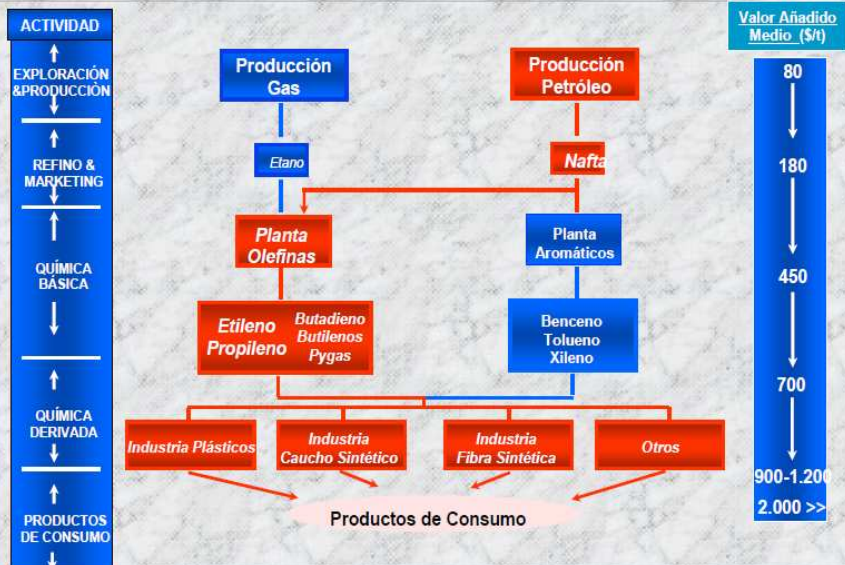 ACTIVIDAD
EXPLORACIÓN
&PRODUCCIÒN
REFINO &
MARKETING
QUÍMICA
BÁSICA
QUÍMICA
DERIVADA
PRODUCTOS
DE CONSUMO
Producción
Gas
Producción
Petróleo
Etano
Nafta
Planta
Olefinas
Planta
Aromáticos
Etileno
Propileno
Butadieno
Butilenos
Pygas
Benceno
Tolueno
Xileno
Industria Plásticos
Industria
Caucho Sintético
Industria
Fibra Sintética
Otros
Productos de Consumo
Valor Añadido
Medio ($/t)
80
180
450
700
900-1.200
2.000 >>